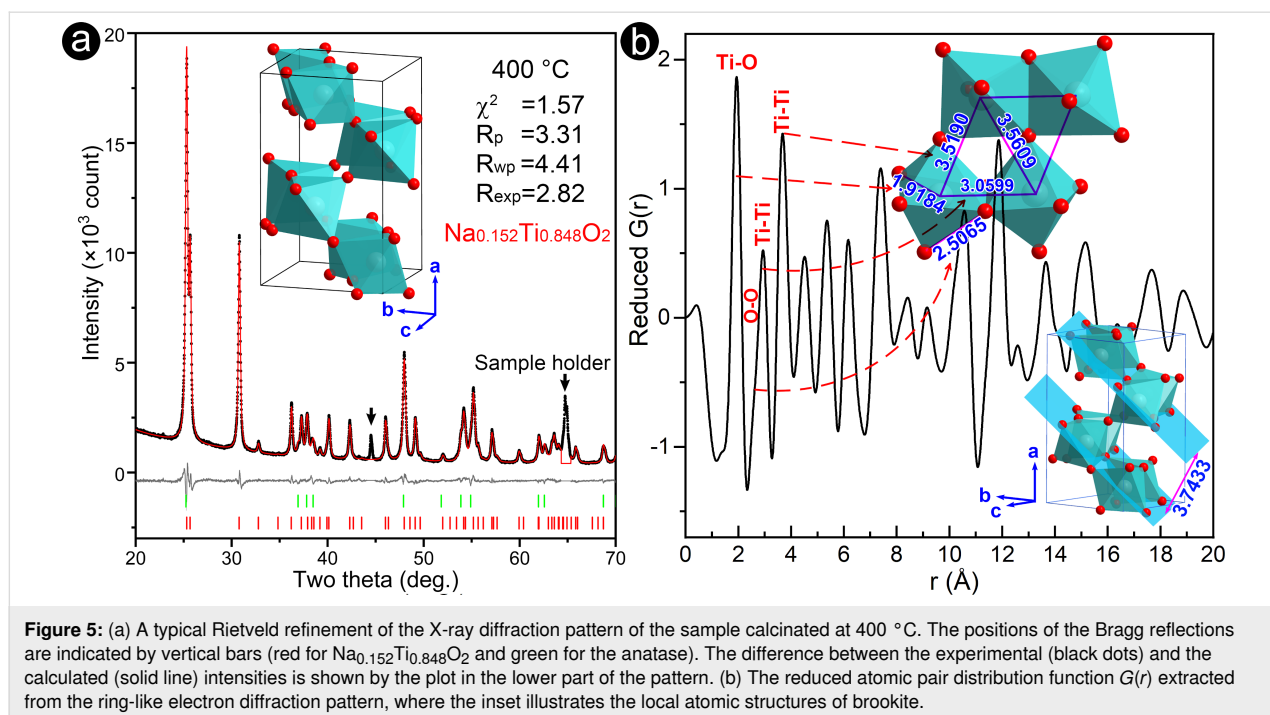 a
20
15
10
5
0
Intensity (×10³ count)
20
30
40
50
60
70
Two theta (deg.)
400 °C
χ² =1.57
Rp =3.31
Rwp =4.41
Rexp =2.82
Na0.152Ti0.848O2
Sample holder
a
b
c
b
2
1
0
-1
Reduced G(r)
0
2
4
6
8
10
12
14
16
18
20
r (Å)
Ti-O
Ti-Ti
Ti-Ti
O-O
3.5190
3.5609
3.0599
1.9184
2.5065
3.7433
a
b
c
Figure 5: (a) A typical Rietveld refinement of the X-ray diffraction pattern of the sample calcinated at 400 °C. The positions of the Bragg reflections
are indicated by vertical bars (red for Na0.152Ti0.848O2 and green for the anatase). The difference between the experimental (black dots) and the
calculated (solid line) intensities is shown by the plot in the lower part of the pattern. (b) The reduced atomic pair distribution function G(r) extracted
from the ring-like electron diffraction pattern, where the inset illustrates the local atomic structures of brookite.